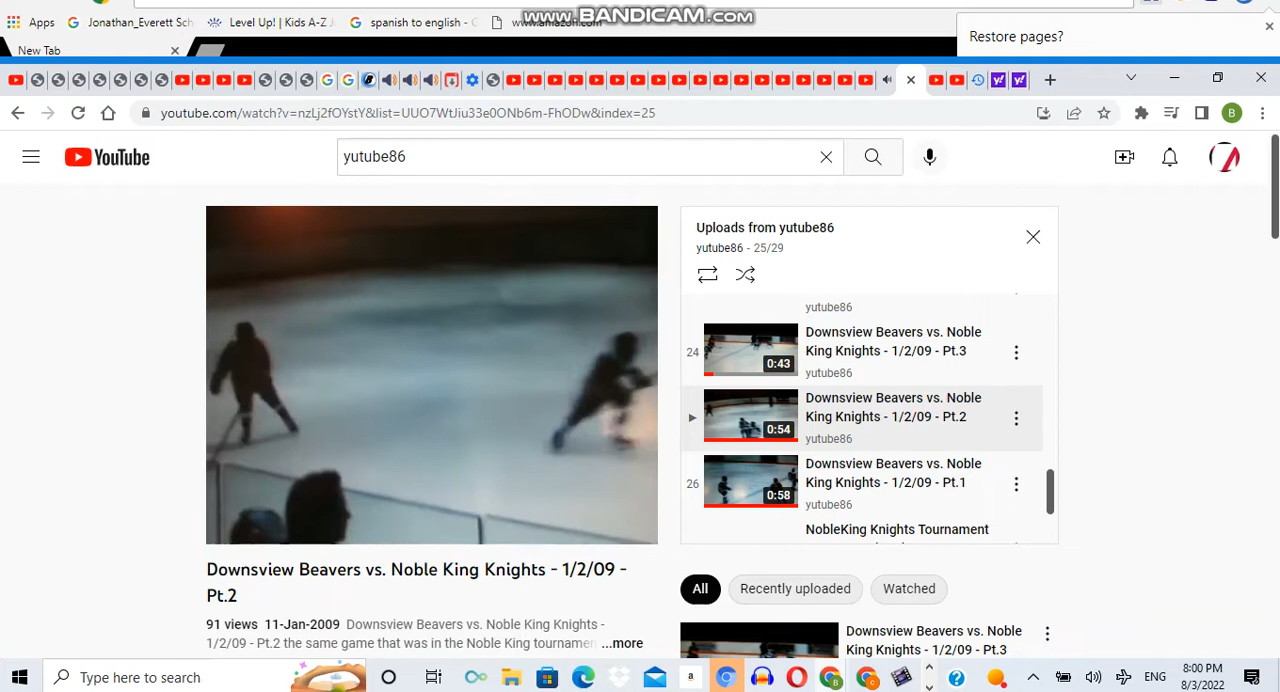 www.BANDICAM.com
Apps
Jonathan_Everett Sch
Level Up! | Kids A-Z
spanish to english -
www.amazon.com
Restore pages?
New Tab
youtube.com/watch?v=nzLj2fOYstY&list=UUO7WtJiu33e0ONb6m-FhODw&index=25
B
YouTube
yutube86
Uploads from yutube86
yutube86 - 25/29
yutube86
24
Downsview Beavers vs. Noble
King Knights - 1/2/09 - Pt.3
0:43
yutube86
Downsview Beavers vs. Noble
King Knights - 1/2/09 - Pt.2
0:54
yutube86
26
Downsview Beavers vs. Noble
King Knights - 1/2/09 - Pt.1
0:58
yutube86
NobleKing Knights Tournament
Downsview Beavers vs. Noble King Knights - 1/2/09 -
Pt.2
91 views 11-Jan-2009 Downsview Beavers vs. Noble King Knights -
1/2/09 - Pt.2 the same game that was in the Noble King tournamen ...more
All
Recently uploaded
Watched
Downsview Beavers vs. Noble
King Knights - 1/2/09 - Pt.3
Type here to search
ENG
8:00 PM
8/3/2022